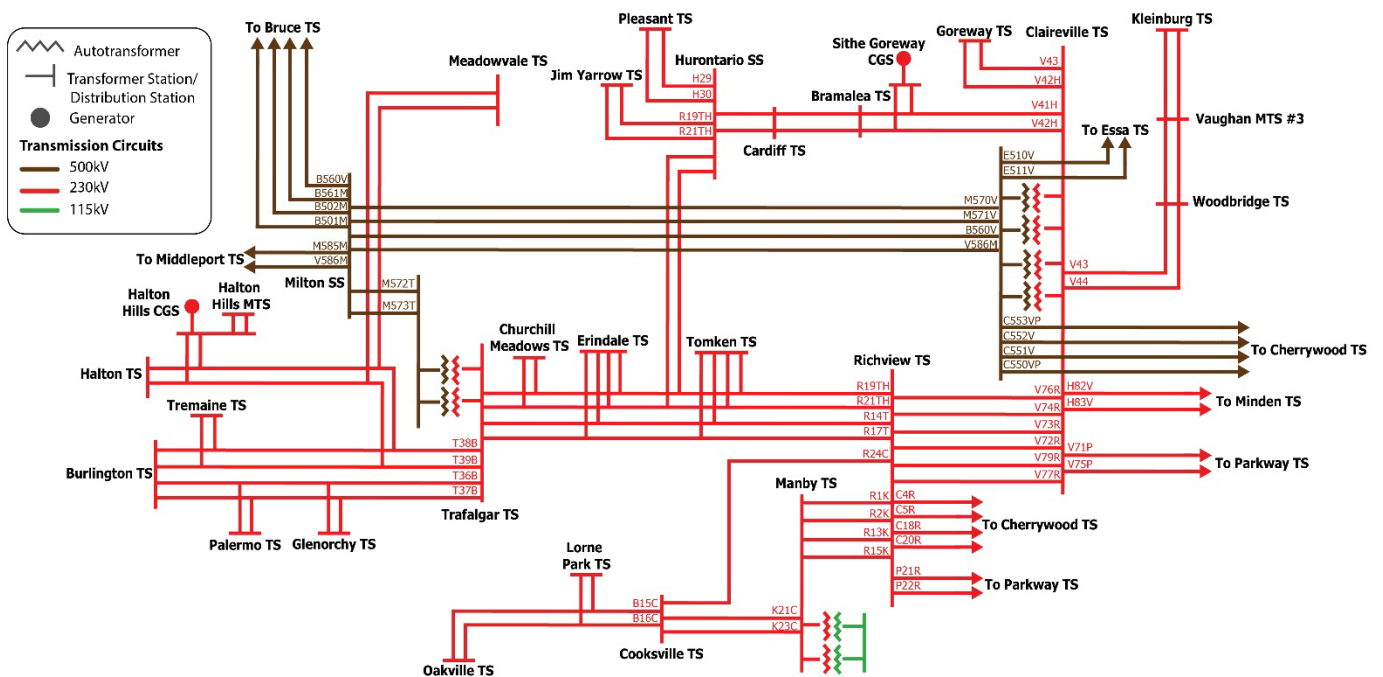 Autotransformer
Transformer Station/
Distribution Station
Generator
Transmission Circuits
500kV
230kV
115kV
To Bruce TS
Meadowvale TS
Pleasant TS
Jim Yarrow TS
Hurontario SS
H29
H30
R19TH
R21TH
Cardiff TS
Sithe Goreway
CGS
Bramalea TS
Goreway TS
Claireville TS
V43
V42H
V41H
V42H
Kleinburg TS
Vaughan MTS #3
Woodbridge TS
To Essa TS
E510V
E511V
B560V
B561M
B502M
B501M
M585M
V586M
To Middleport TS
Milton SS
M570V
M571V
B560V
V586M
V43
V44
M572T
M573T
C553VP
C552V
C551V
C550VP
To Cherrywood TS
Halton
Hills CGS
Halton
Hills MTS
Halton TS
Tremaine TS
Burlington TS
Palermo TS
Glenorchy TS
T38B
T39B
T36B
T37B
Trafalgar TS
Churchill
Meadows TS
Erindale TS
Tomken TS
Richview TS
R19TH
R21TH
R14T
R17T
R24C
V76R
V74R
V73R
V72R
V79R
V77R
H82V
H83V
To Minden TS
V71P
V75P
To Parkway TS
Manby TS
R1K
R2K
R13K
R15K
C4R
C5R
C18R
C20R
To Cherrywood TS
P21R
P22R
To Parkway TS
Lorne
Park TS
B15C
B16C
K21C
K23C
Oakville TS
Cooksville TS